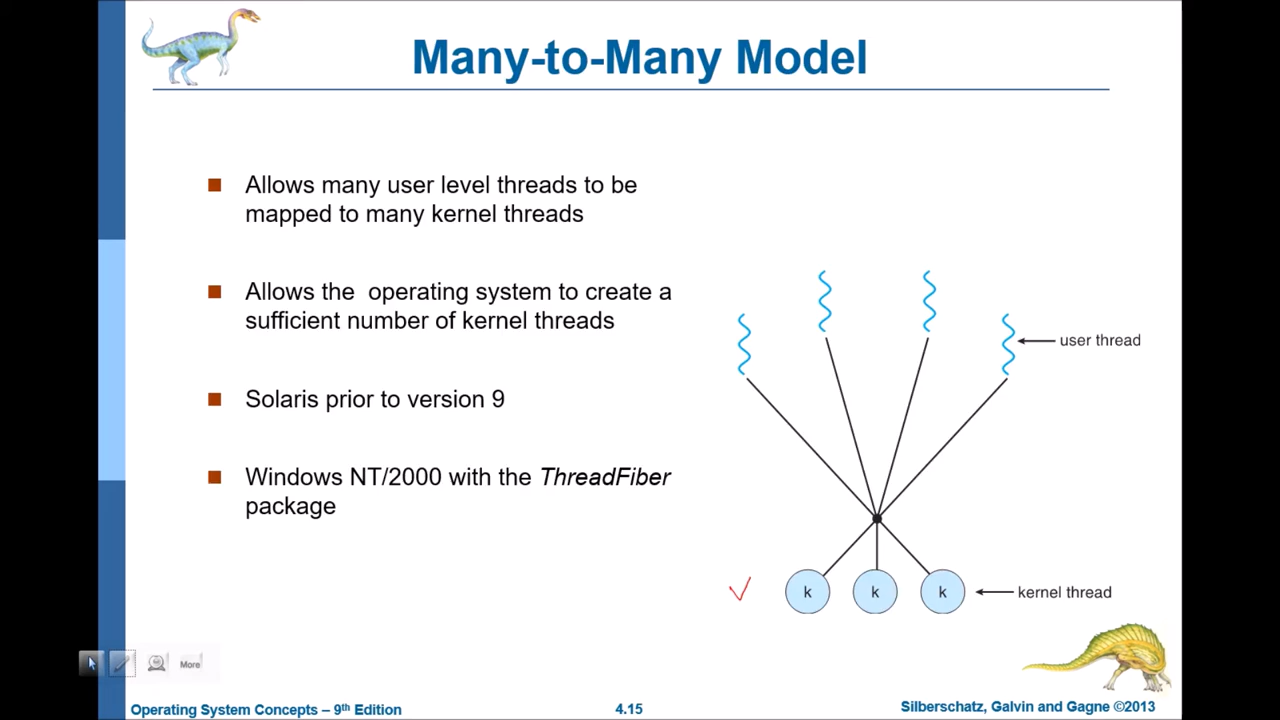 Many-to-Many Model
Allows many user level threads to be
mapped to many kernel threads
Allows the operating system to create a
sufficient number of kernel threads
Solaris prior to version 9
Windows NT/2000 with the ThreadFiber
package
user thread
k k k
kernel thread
More
Operating System Concepts – 9th Edition
4.15
Silberschatz, Galvin and Gagne ©2013